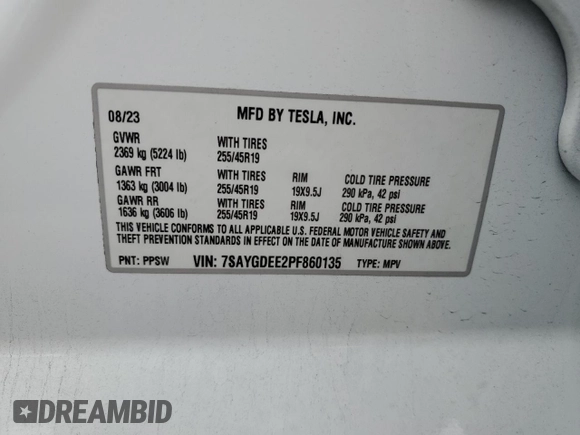 08/23 MFD BY TESLA, INC.
GVWR WITH TIRES
2369 kg (5224 lb) 255/45R19
GAWR FRT WITH TIRES RIM COLD TIRE PRESSURE
1363 kg (3004 lb) 255/45R19 19X9.5J 290 kPa, 42 psi
GAWR RR WITH TIRES RIM COLD TIRE PRESSURE
1636 kg (3606 lb) 255/45R19 19X9.5J 290 kPa, 42 psi
THIS VEHICLE CONFORMS TO ALL APPLICABLE U.S. FEDERAL MOTOR VEHICLE SAFETY AND
THEFT PREVENTION STANDARDS IN EFFECT ON THE DATE OF MANUFACTURE SHOWN ABOVE.
PNT: PPSW VIN: 7SAYGDEE2PF860135 TYPE: MPV
DREAMBID